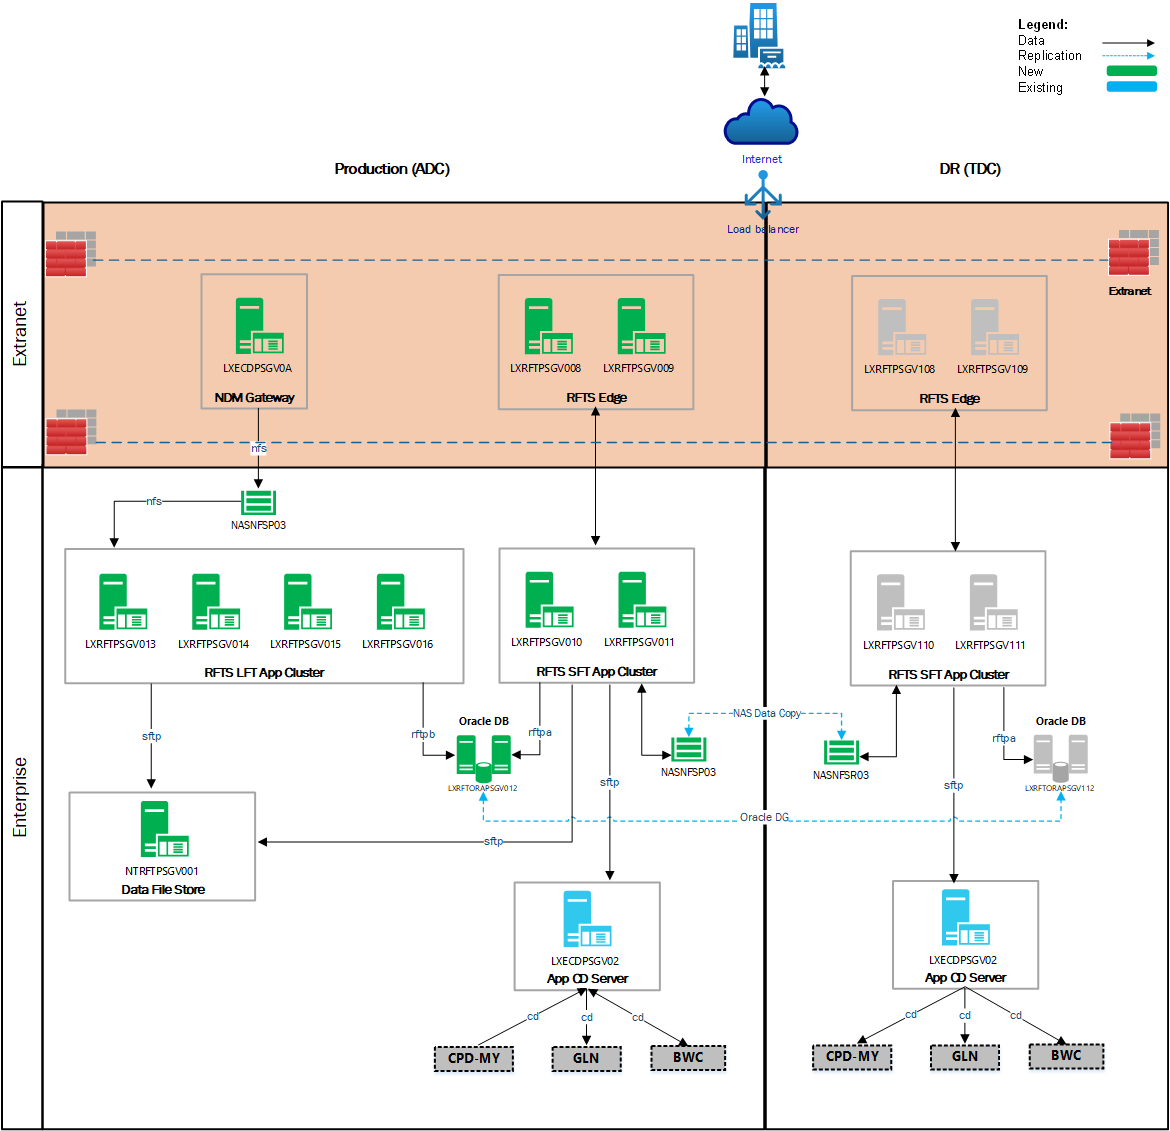 Legend:
Data
Replication
New
Existing
Internet
Production (ADC)
DR (TDC)
Load balancer
Extranet
Extranet
LXECDPSGV0A
NDM Gateway
LXRFTPSGV008
LXRFTPSGV009
RFTS Edge
LXRFTPSGV108
LXRFTPSGV109
RFTS Edge
nfs
nfs
NASNFSP03
Enterprise
LXRFTPSGV013
LXRFTPSGV014
LXRFTPSGV015
LXRFTPSGV016
RFTS LFT App Cluster
LXRFTPSGV010
LXRFTPSGV011
RFTS SFT App Cluster
LXRFTPSGV110
LXRFTPSGV111
RFTS SFT App Cluster
sftp
rftpb
Oracle DB
rftpa
LXRFTORAPSGV012
NAS Data Copy
NASNFSP03
NASNFSR03
rftpa
Oracle DB
LXRFTORAPSGV112
sftp
sftp
Oracle DG
sftp
NTRFTPSGV001
Data File Store
LXECDPSGV02
App CD Server
LXECDPSGV02
App CD Server
cd
cd
cd
cd
cd
cd
CPD-MY
GLN
BWC
CPD-MY
GLN
BWC